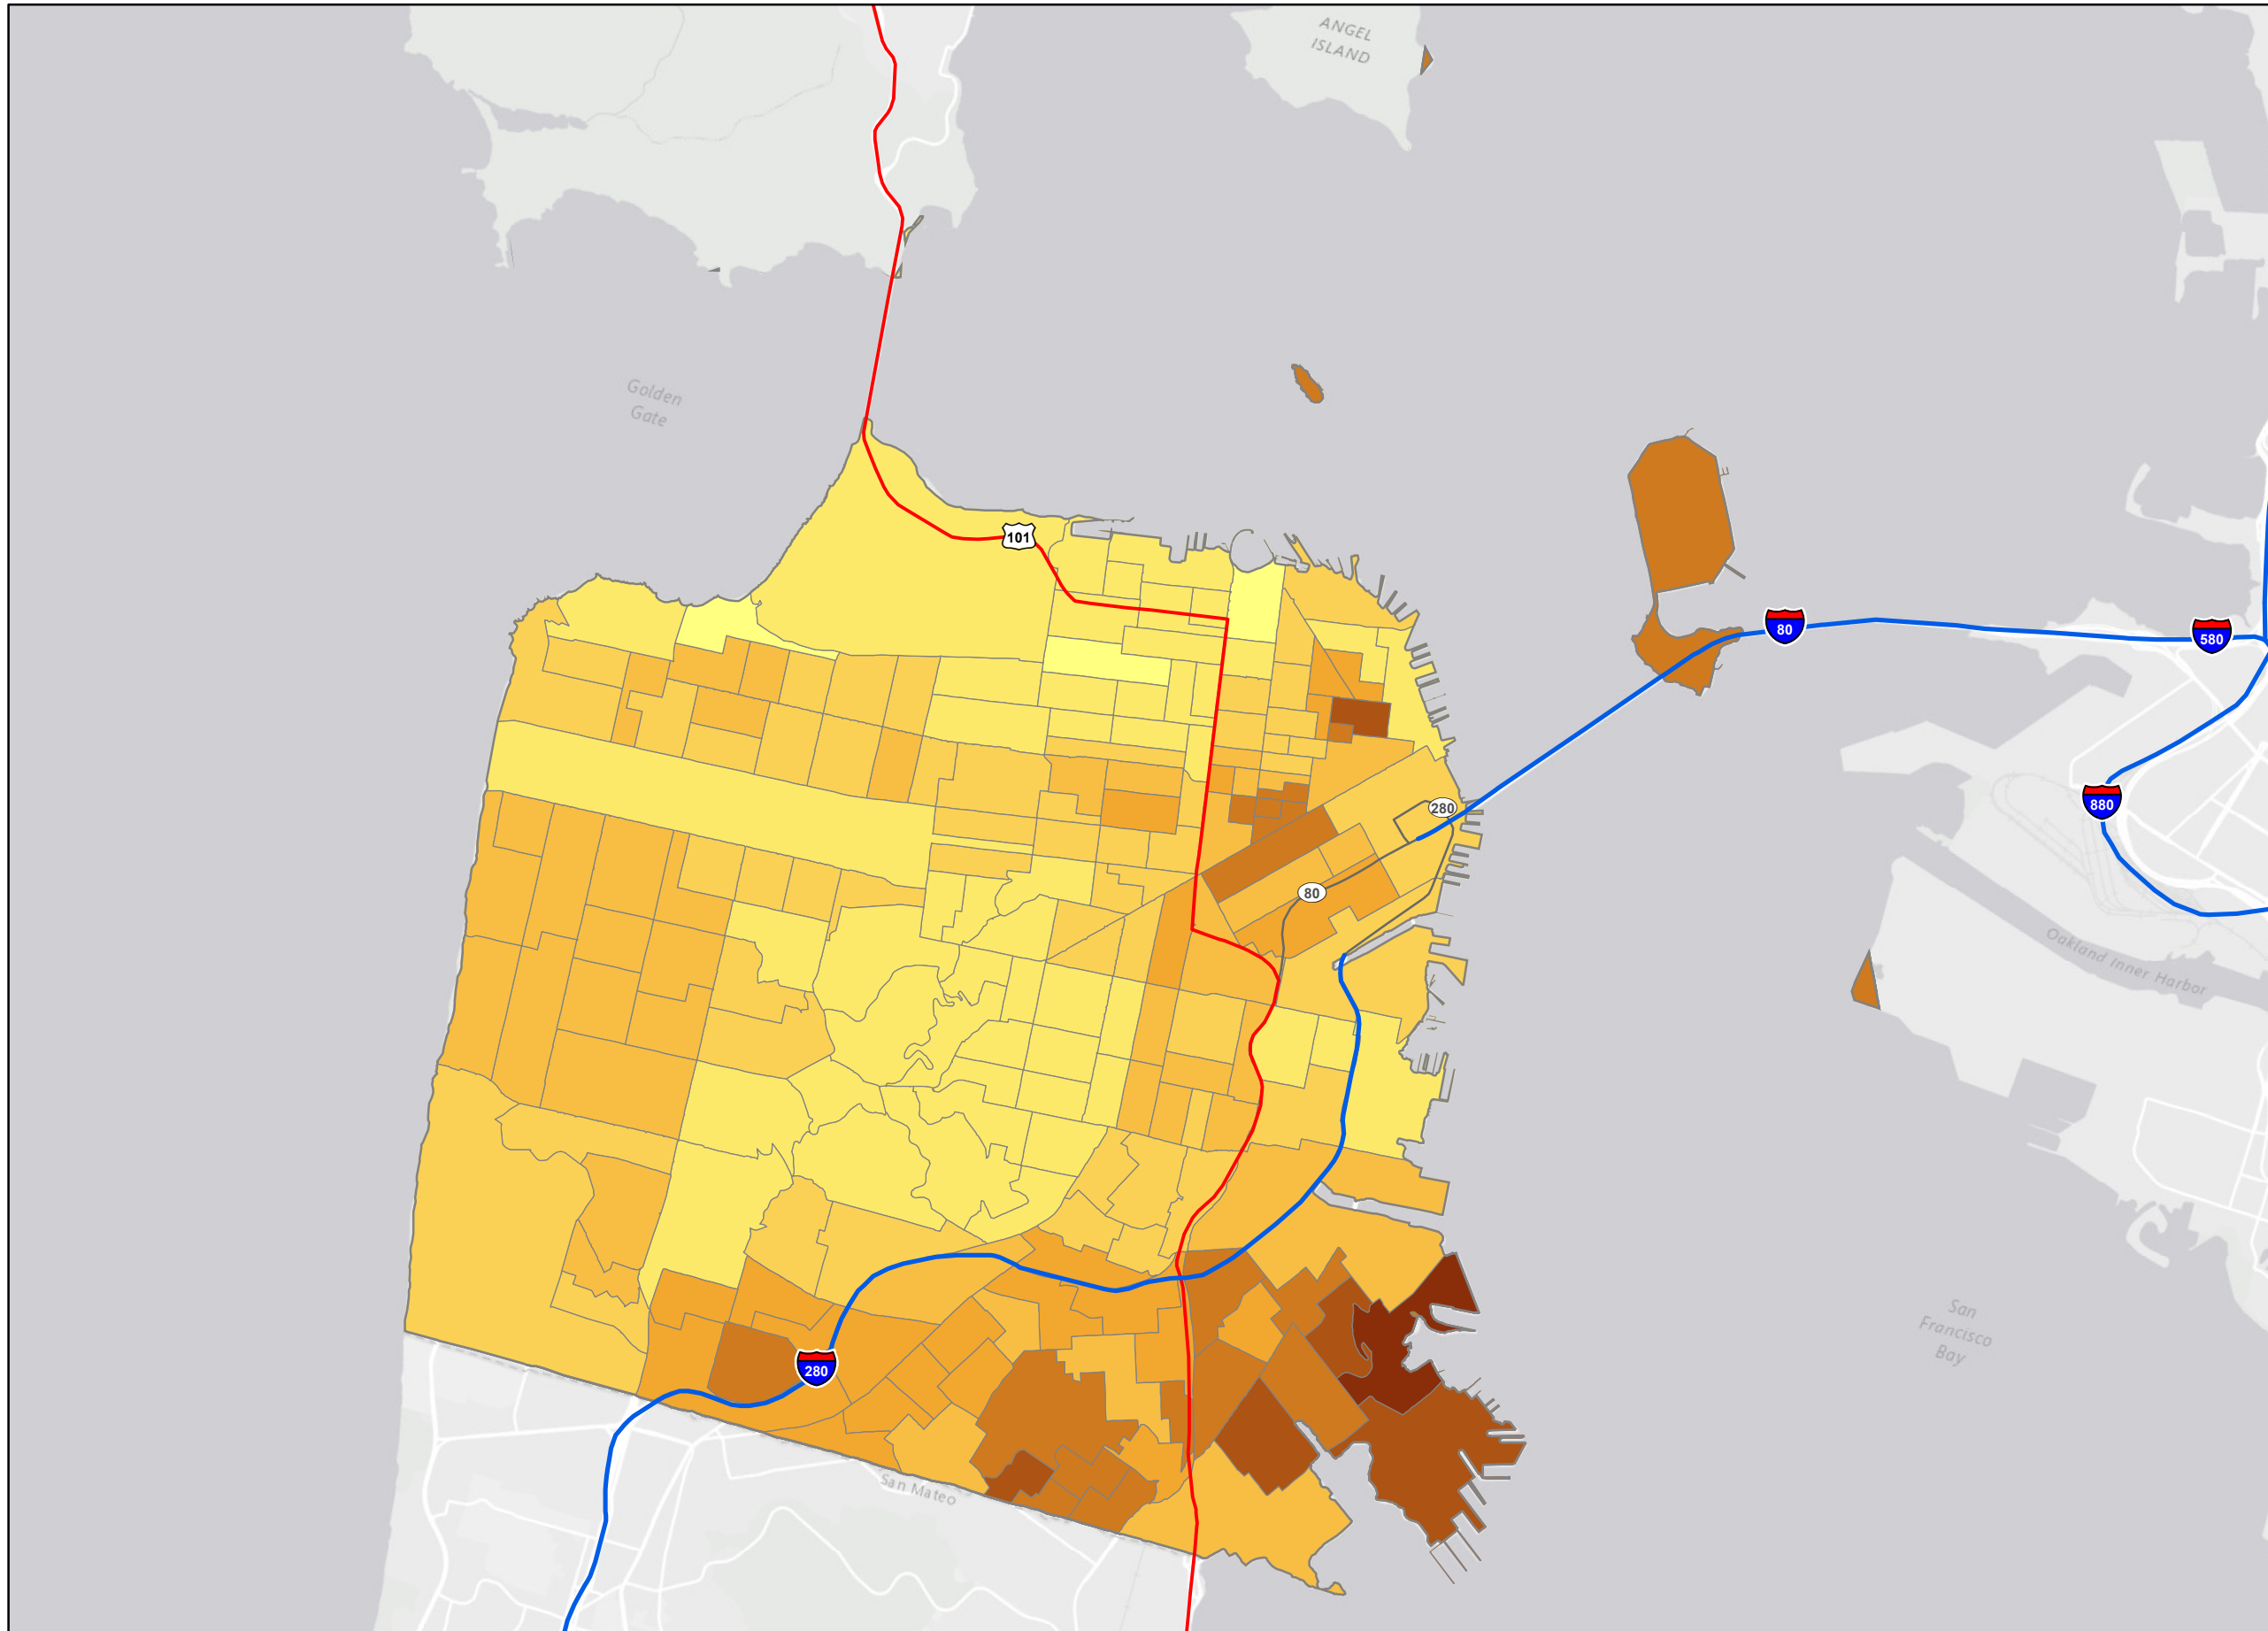 ANGEL
ISLAND
Golden
Gate
101
80
580
280
880
80
Oakland Inner Harbor
San
Francisco
Bay
280
San Mateo